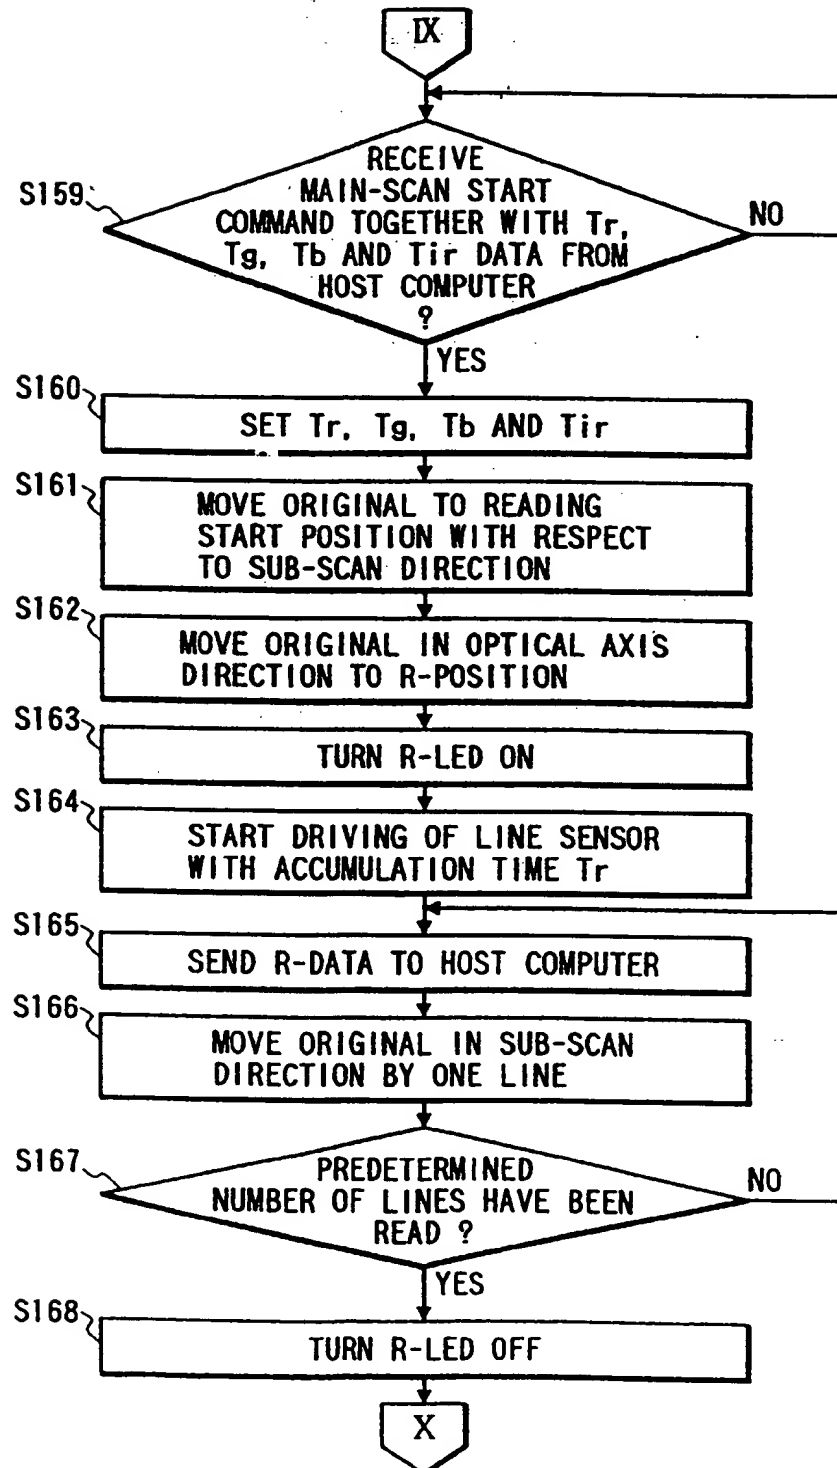 IX
S159
RECEIVE
MAIN-SCAN START
COMMAND TOGETHER WITH Tr,
Tg, Tb AND Tir DATA FROM
HOST COMPUTER
?
NO
YES
S160
SET Tr, Tg, Tb AND Tir
S161
MOVE ORIGINAL TO READING
START POSITION WITH RESPECT
TO SUB-SCAN DIRECTION
S162
MOVE ORIGINAL IN OPTICAL AXIS
DIRECTION TO R-POSITION
S163
TURN R-LED ON
S164
START DRIVING OF LINE SENSOR
WITH ACCUMULATION TIME Tr
S165
SEND R-DATA TO HOST COMPUTER
S166
MOVE ORIGINAL IN SUB-SCAN
DIRECTION BY ONE LINE
S167
PREDETERMINED
NUMBER OF LINES HAVE BEEN
READ ?
NO
YES
S168
TURN R-LED OFF
X